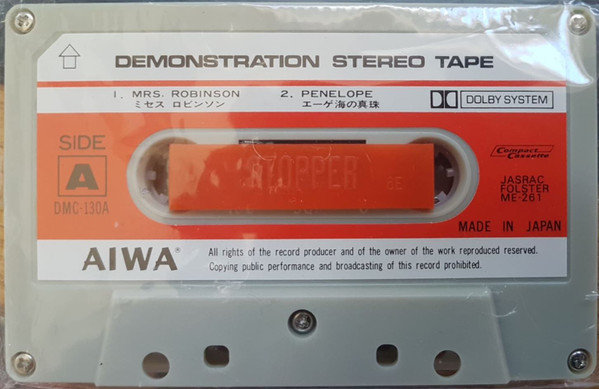 DEMONSTRATION STEREO TAPE
1. MRS. ROBINSON
ミセス ロビンソン
2. PENELOPE
エーゲ海の真珠
DOLBY SYSTEM
SIDE
A
DMC-130A
STOPPER
Compact
Cassette
JASRAC
FOLSTER
ME-261
MADE IN JAPAN
AIWA
All rights of the record producer and of the owner of the work reproduced reserved.
Copying public performance and broadcasting of this record prohibited.